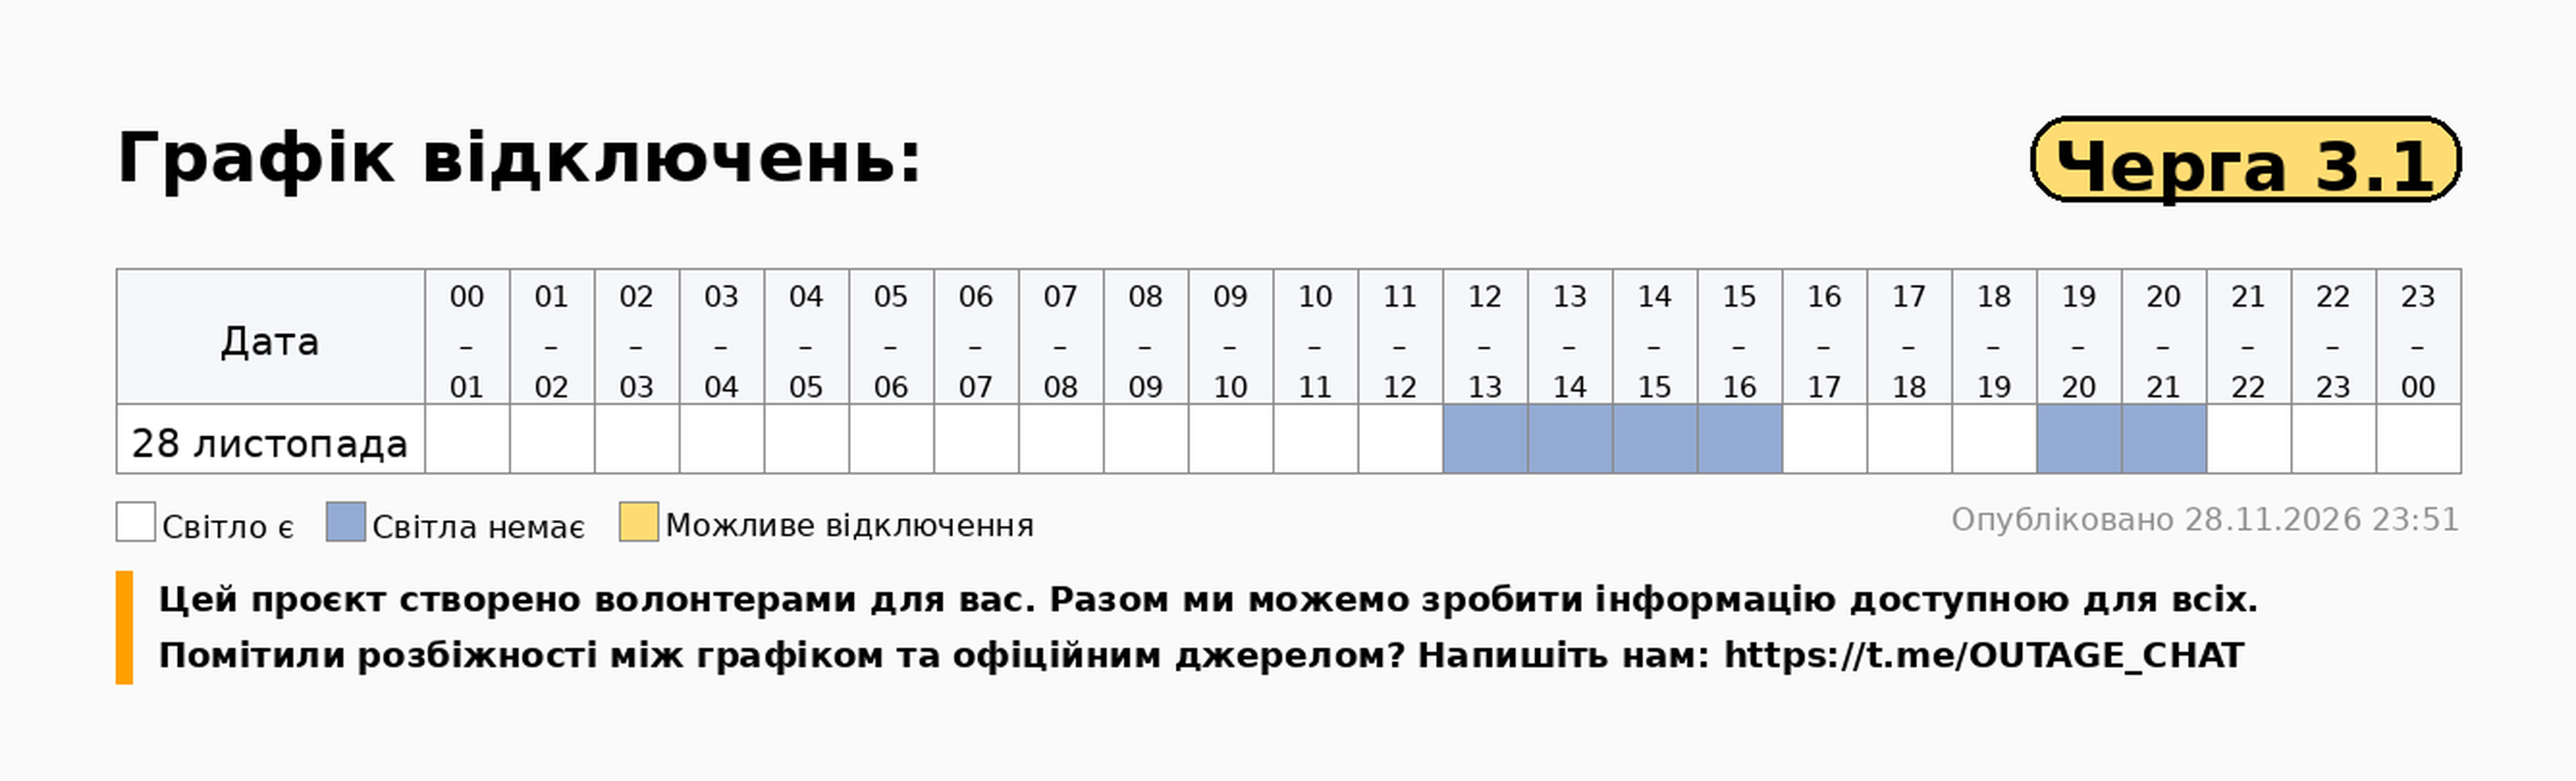 Графік відключень:
Черга 3.1
Дата
00 – 01
01 – 02
02 – 03
03 – 04
04 – 05
05 – 06
06 – 07
07 – 08
08 – 09
09 – 10
10 – 11
11 – 12
12 – 13
13 – 14
14 – 15
15 – 16
16 – 17
17 – 18
18 – 19
19 – 20
20 – 21
21 – 22
22 – 23
23 – 00
28 листопада
Світло є
Світла немає
Можливе відключення
Опубліковано 28.11.2026 23:51
Цей проєкт створено волонтерами для вас. Разом ми можемо зробити інформацію доступною для всіх.
Помітили розбіжності між графіком та офіційним джерелом? Напишіть нам: https://t.me/OUTAGE_CHAT